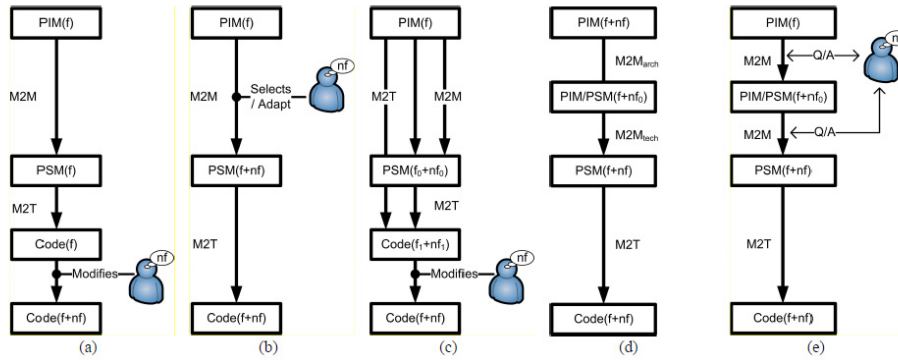 PIM(f)
M2M
PSM(f)
M2T
Code(f)
Modifies
nf
Code(f+nf)
(a)
PIM(f)
M2M
Selects
/ Adapt
nf
PSM(f+nf)
M2T
Code(f+nf)
(b)
PIM(f)
M2T
M2M
PSM(f₀+nf₀)
M2T
Code(f₁+nf₁)
Modifies
nf
Code(f+nf)
(c)
PIM(f+nf)
M2March
PIM/PSM(f+nf₀)
M2Mtech
PSM(f+nf)
M2T
Code(f+nf)
(d)
PIM(f)
M2M
Q/A
nf
PIM/PSM(f+nf₀)
M2M
Q/A
PSM(f+nf)
M2T
Code(f+nf)
(e)